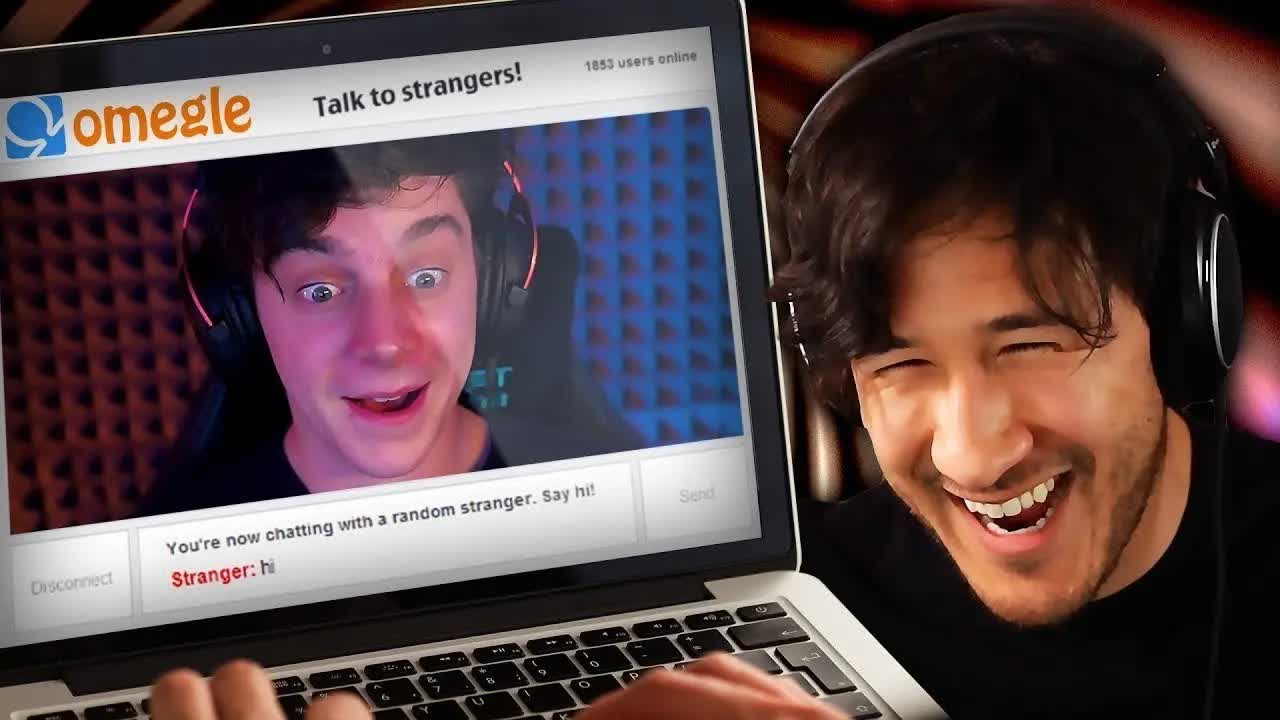 omegle
Talk to strangers!
1853 users online
You're now chatting with a random stranger. Say hi!
Stranger: hi
Disconnect
Send